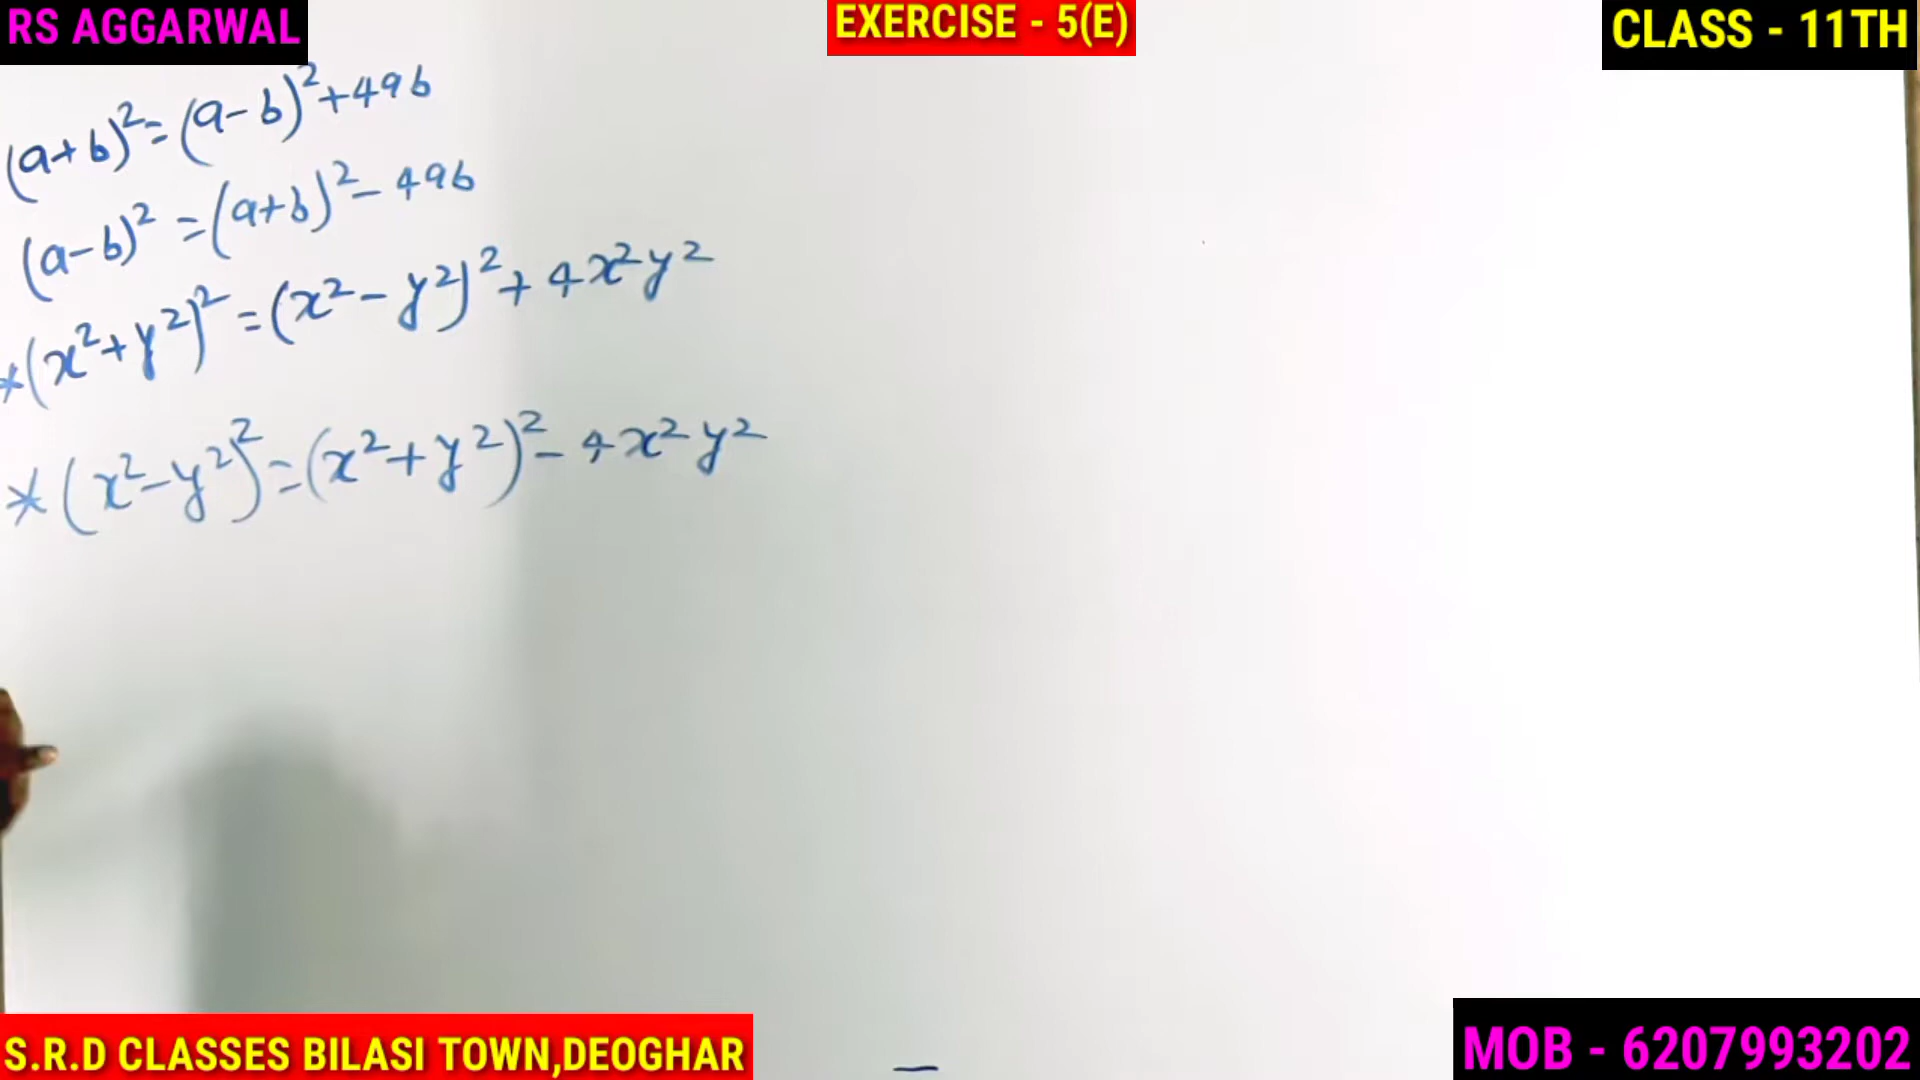 RS AGGARWAL
EXERCISE - 5(E)
CLASS - 11TH
(a+b)²=(a-b)²+4ab
(a-b)²=(a+b)²-4ab
*(x²+y²)²=(x²-y²)²+4x²y²
*(x²-y²)²=(x²+y²)²-4x²y²
S.R.D CLASSES BILASI TOWN,DEOGHAR
MOB - 6207993202